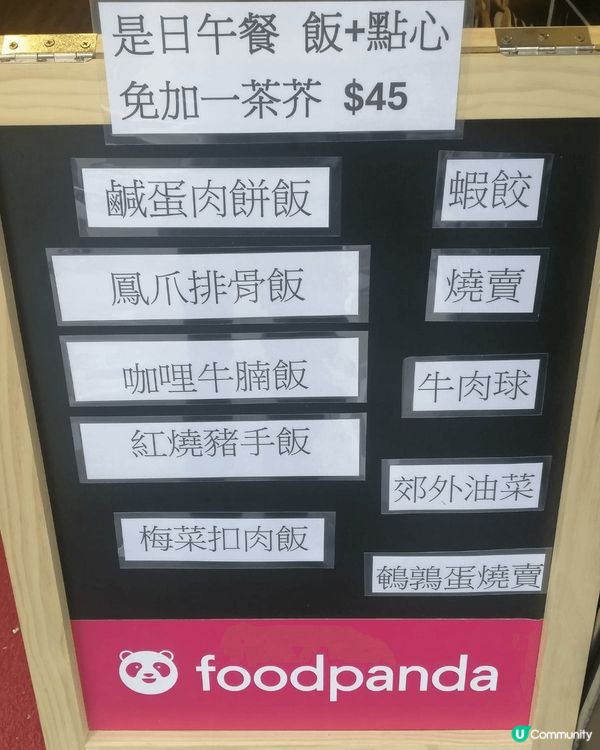 是日午餐 飯+點心
免加一茶芥 $45
鹹蛋肉餅飯
鳳爪排骨飯
咖哩牛腩飯
紅燒豬手飯
梅菜扣肉飯
蝦餃
燒賣
牛肉球
郊外油菜
鵪鶉蛋燒賣
foodpanda
U Community